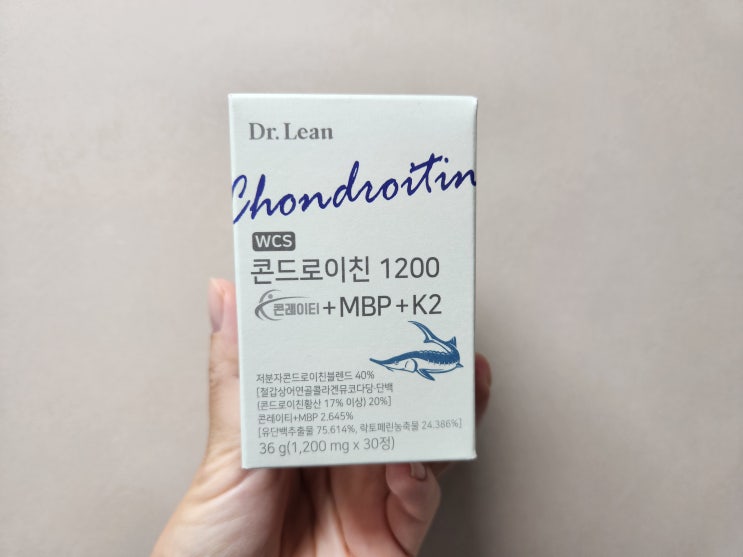 Dr. Lean
Chondroitin
WCS
콘드로이친 1200
콘레이티 +MBP+K2
저분자콘드로이친블렌드 40%
[철갑상어연골콜라겐뮤코다당·단백
(콘드로이친황산 17% 이상) 20%]
콘레이티+MBP 2.645%
[유단백추출물 75.614%, 락토페린농축물 24.386%]
36 g(1,200 mg x 30정)